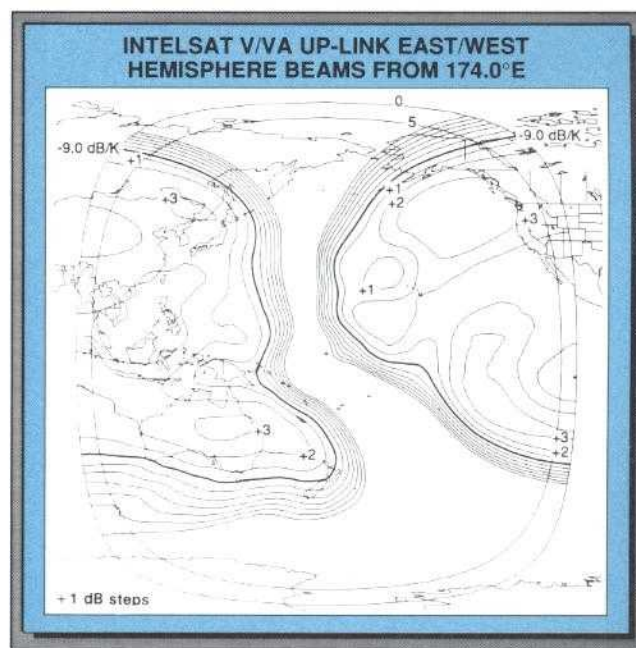 INTELSAT V/VA UP-LINK EAST/WEST
HEMISPHERE BEAMS FROM 174.0°E
0
5
-9.0 dB/K
-9.0 dB/K
+1
+1
+2
+3
+3
+1
+3
+2
+3
+2
+1 dB steps